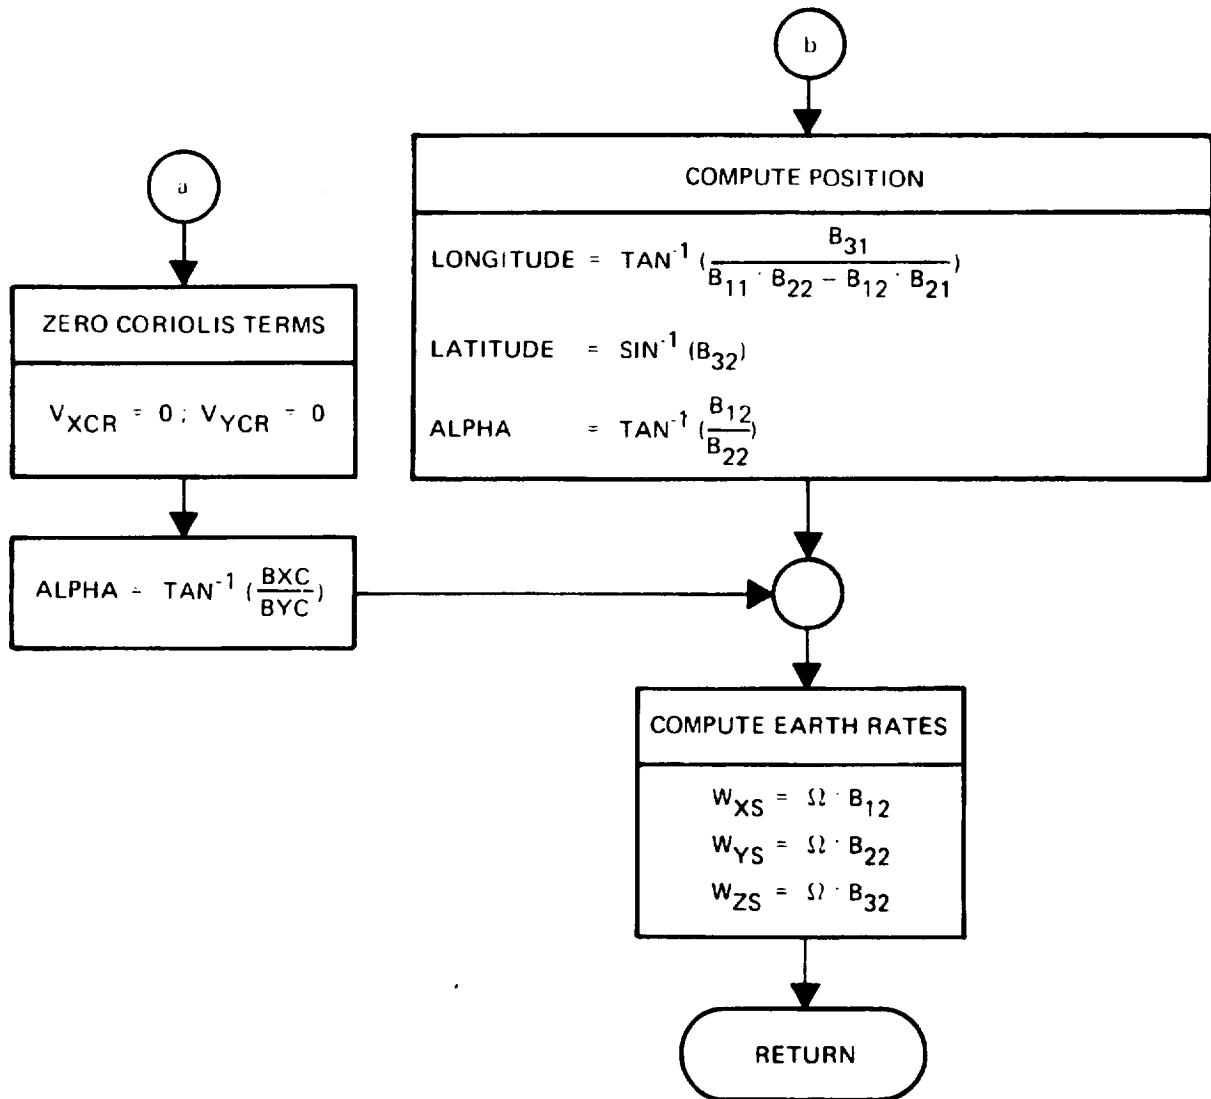 b
COMPUTE POSITION
LONGITUDE = TAN⁻¹ (B₃₁ / B₁₁ · B₂₂ – B₁₂ · B₂₁)
LATITUDE = SIN⁻¹ (B₃₂)
ALPHA = TAN⁻¹ (B₁₂ / B₂₂)
a
ZERO CORIOLIS TERMS
V_XCR = 0 ; V_YCR = 0
ALPHA = TAN⁻¹ (BXC / BYC)
COMPUTE EARTH RATES
W_XS = Ω · B₁₂
W_YS = Ω · B₂₂
W_ZS = Ω · B₃₂
RETURN